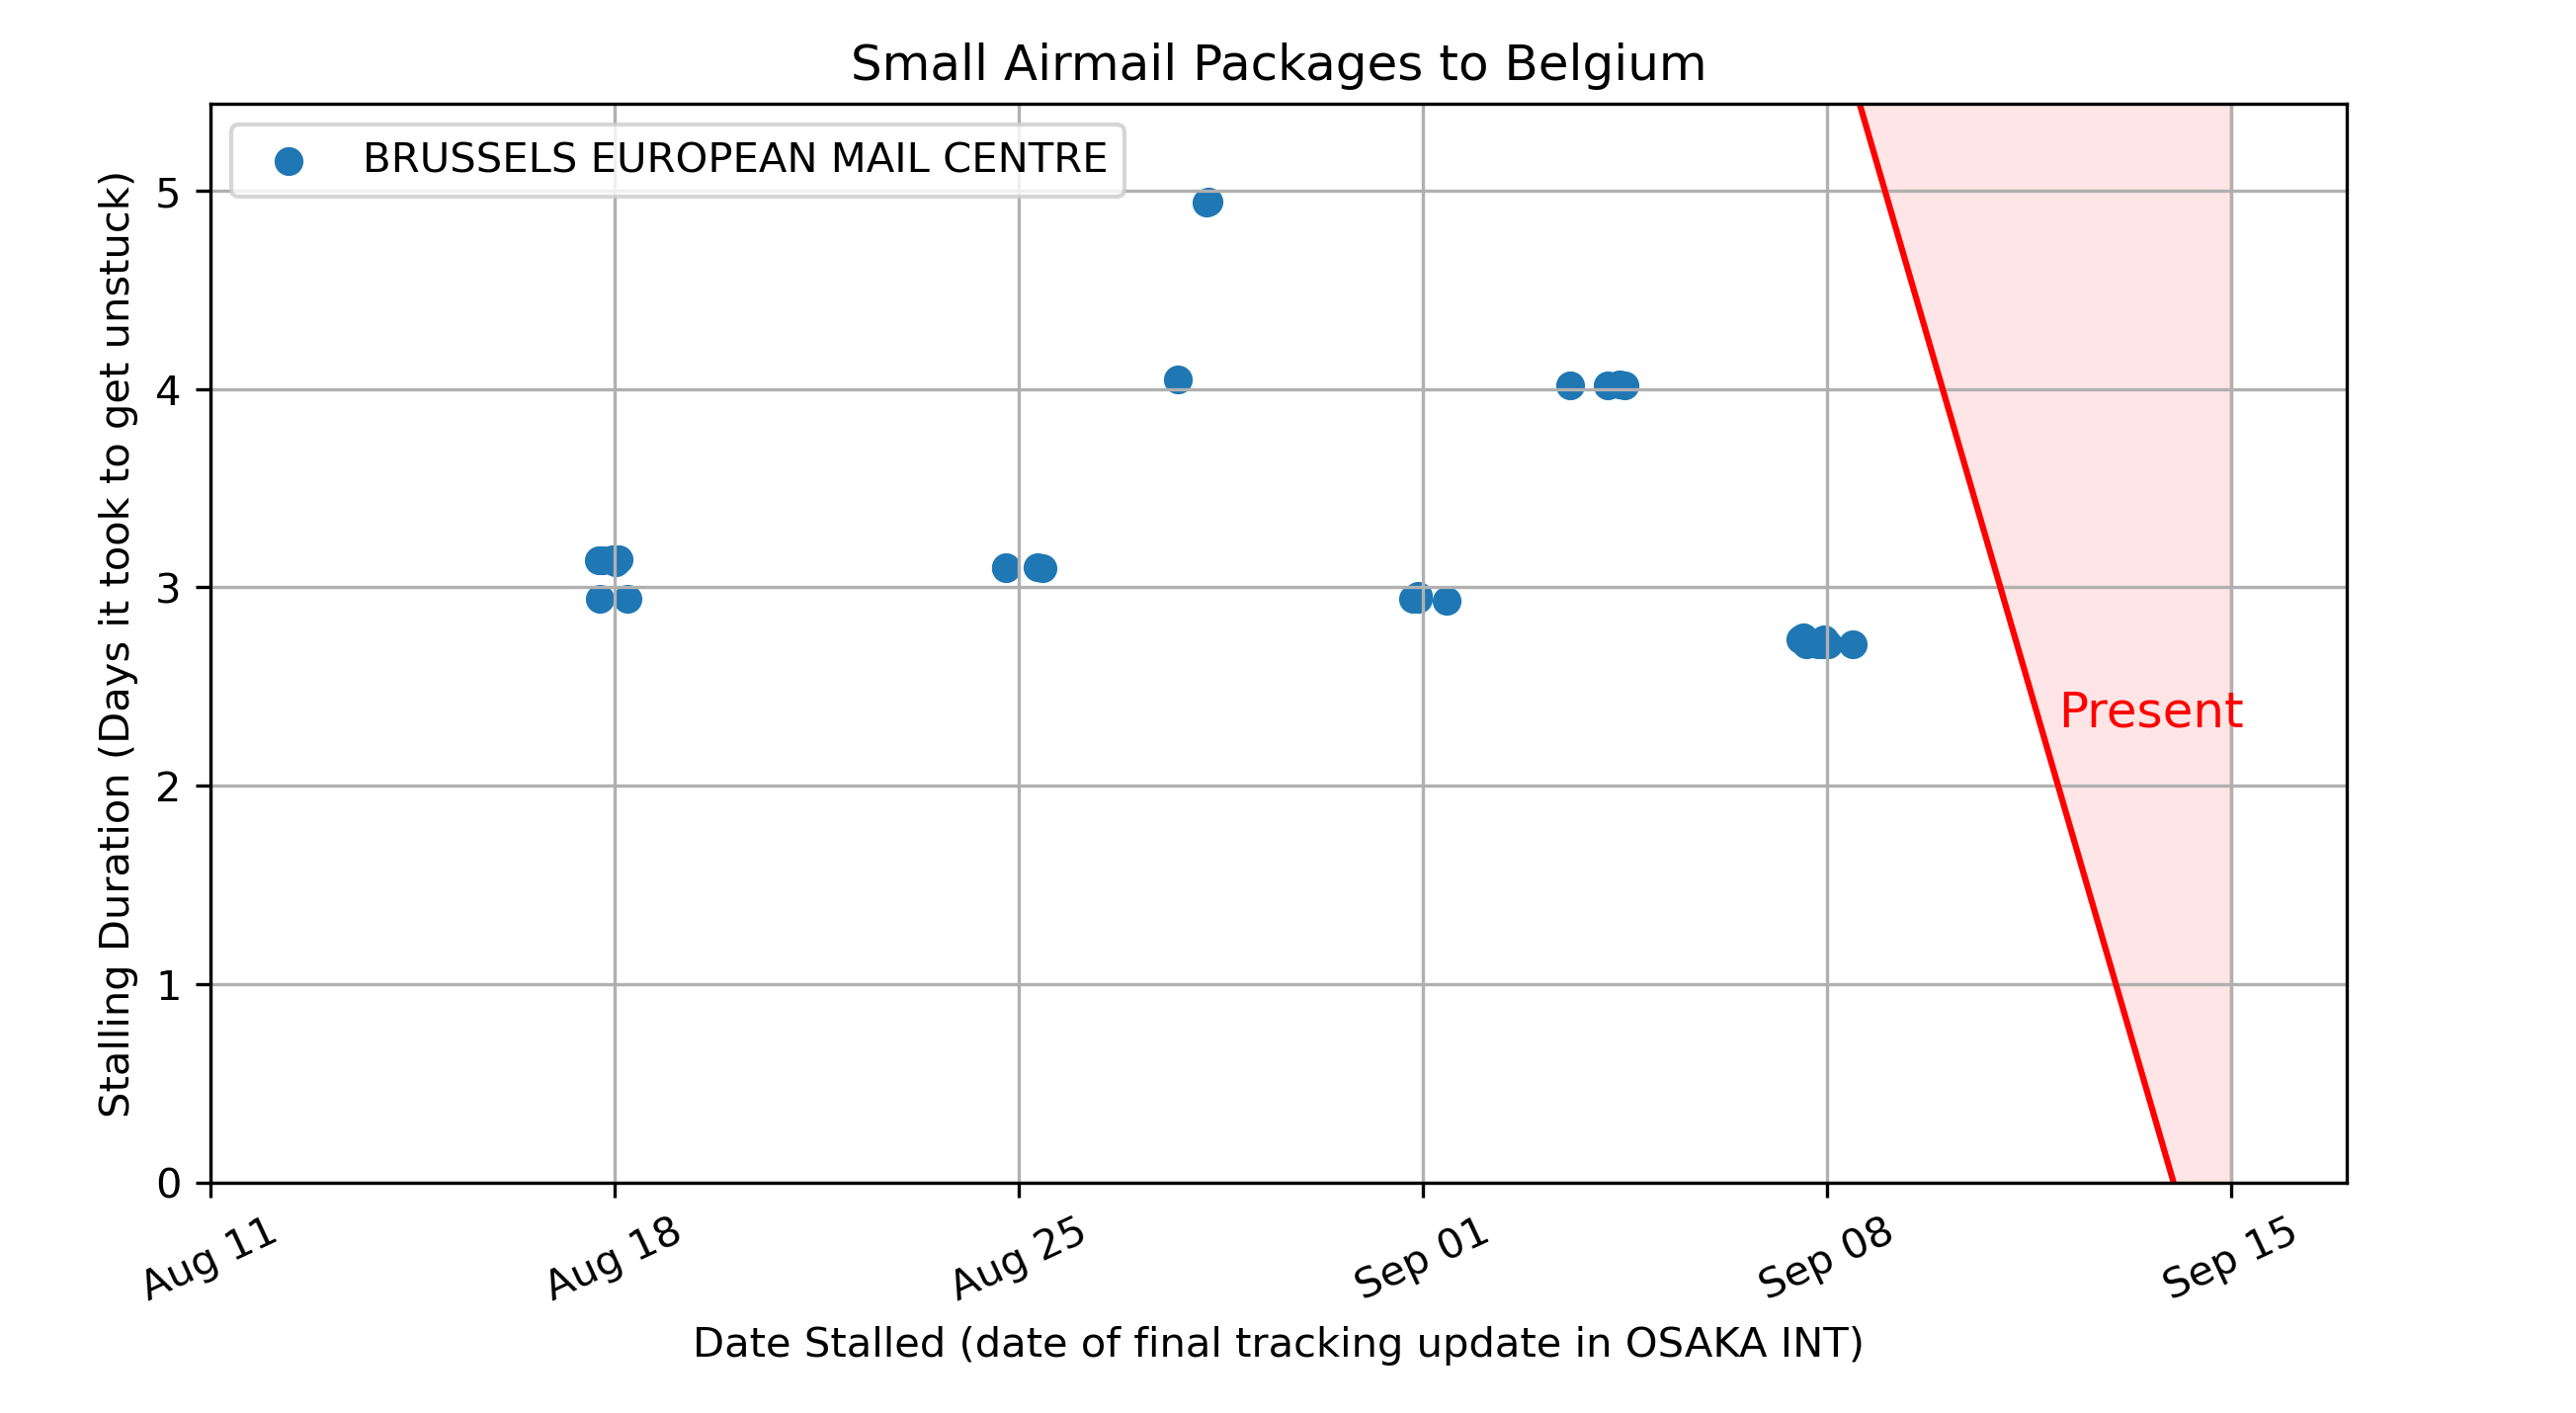 Small Airmail Packages to Belgium
BRUSSELS EUROPEAN MAIL CENTRE
Stalling Duration (Days it took to get unstuck)
5
4
3
2
1
0
Present
Aug 11
Aug 18
Aug 25
Sep 01
Sep 08
Sep 15
Date Stalled (date of final tracking update in OSAKA INT)